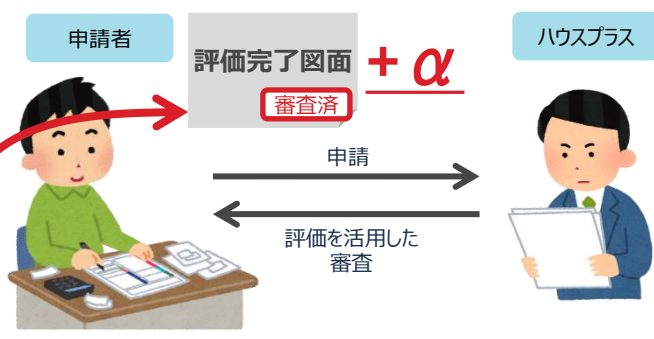 申請者
評価完了図面
+ α
審査済
ハウスプラス
申請
評価を活用した
審査